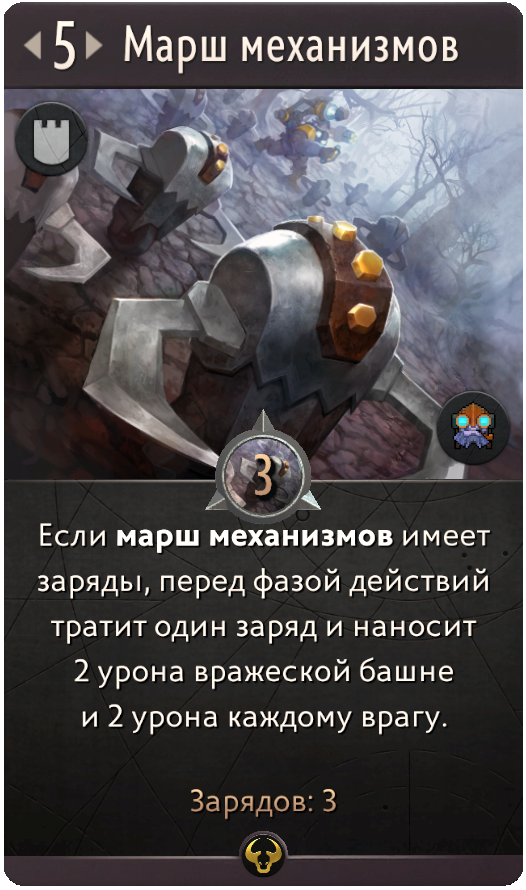 5 Марш механизмов
3
Если марш механизмов имеет
заряды, перед фазой действий
тратит один заряд и наносит
2 урона вражеской башне
и 2 урона каждому врагу.
Зарядов: 3